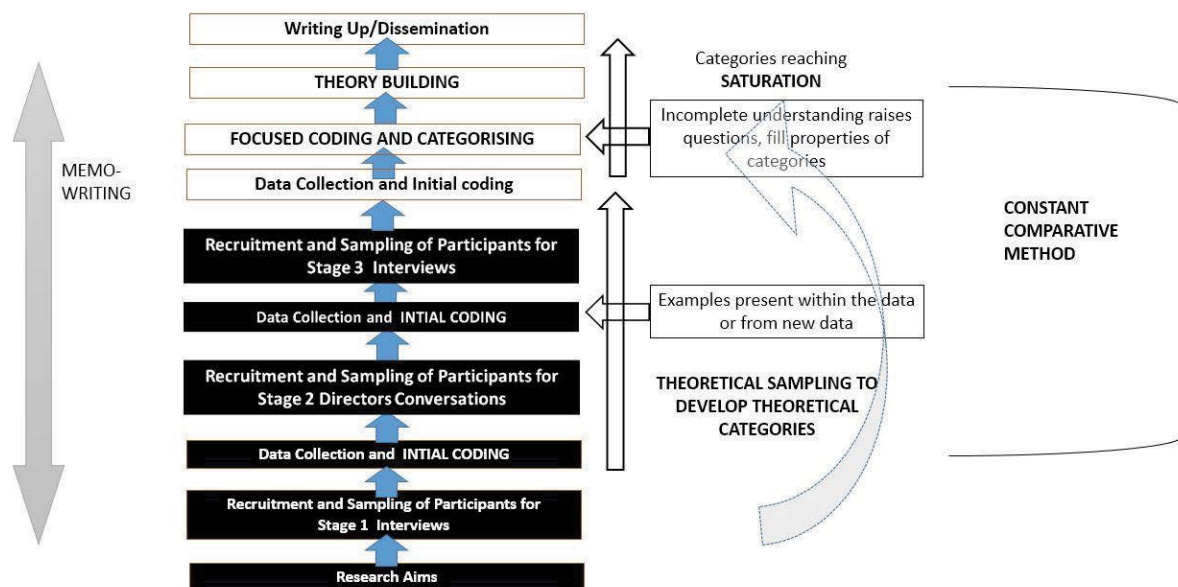 Writing Up/Dissemination
THEORY BUILDING
FOCUSED CODING AND CATEGORISING
Data Collection and Initial coding
Recruitment and Sampling of Participants for
Stage 3 Interviews
Data Collection and INTIAL CODING
Recruitment and Sampling of Participants for
Stage 2 Directors Conversations
Data Collection and INTIAL CODING
Recruitment and Sampling of Participants for
Stage 1 Interviews
Research Aims
MEMO-
WRITING
Categories reaching
SATURATION
Incomplete understanding raises
questions, fill properties of
categories
Examples present within the data
or from new data
THEORETICAL SAMPLING TO
DEVELOP THEORETICAL
CATEGORIES
CONSTANT
COMPARATIVE
METHOD